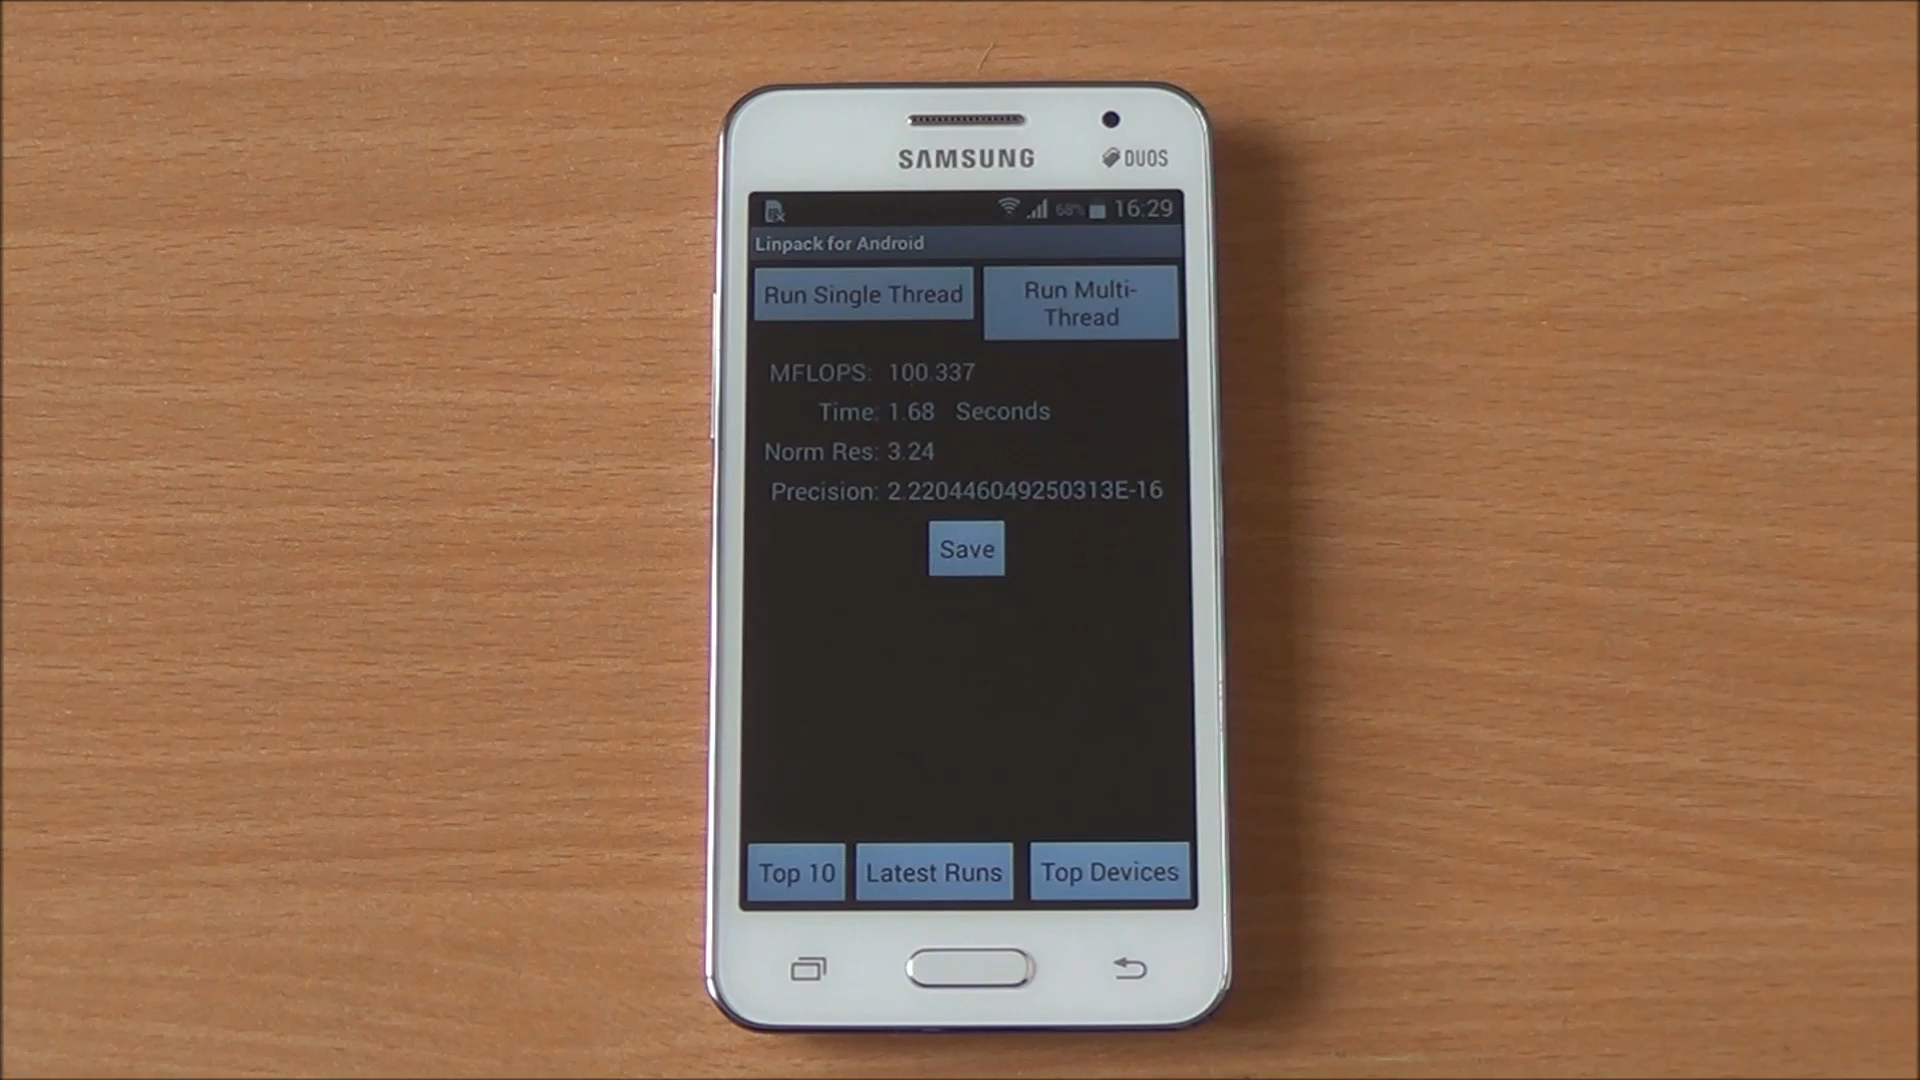 SAMSUNG
DUOS
68% 16:29
Linpack for Android
Run Single Thread
Run Multi-
Thread
MFLOPS: 100.337
Time: 1.68 Seconds
Norm Res: 3.24
Precision: 2.220446049250313E-16
Save
Top 10 Latest Runs Top Devices